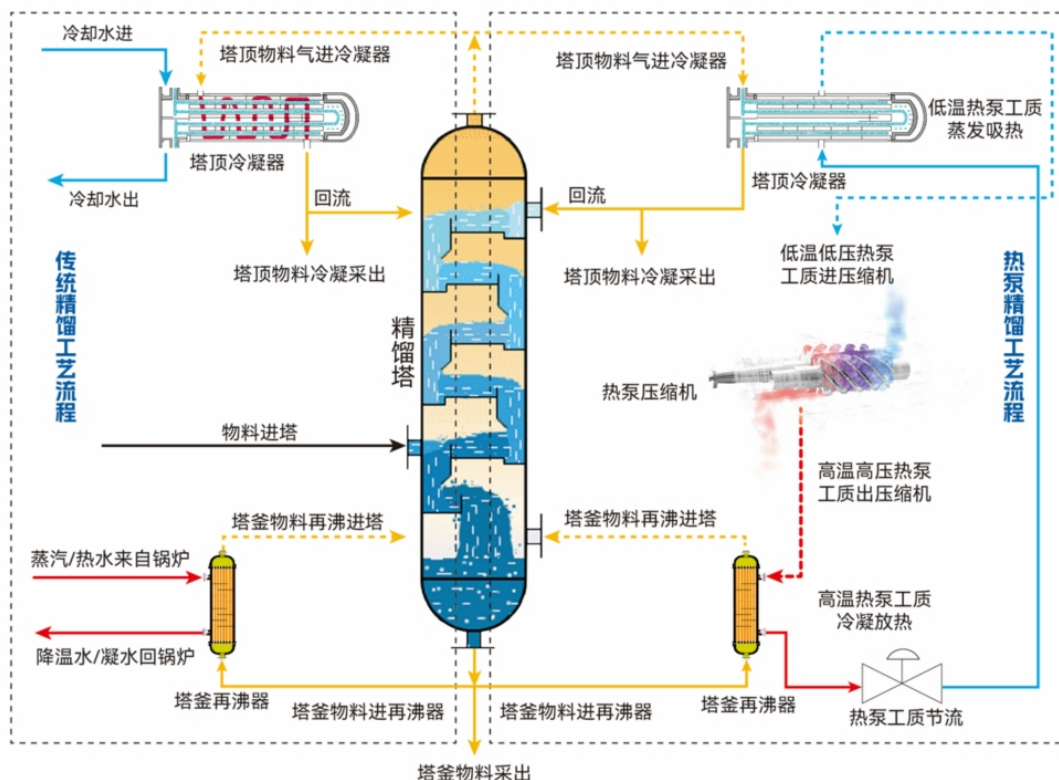 冷却水进
塔顶物料气进冷凝器
塔顶物料气进冷凝器
低温热泵工质
蒸发吸热
塔顶冷凝器
塔顶冷凝器
冷却水出
回流
回流
塔顶物料冷凝采出
塔顶物料冷凝采出
低温低压热泵
工质进压缩机
传统精馏工艺流程
热泵精馏工艺流程
精馏塔
热泵压缩机
物料进塔
高温高压热泵
工质出压缩机
塔釜物料再沸进塔
塔釜物料再沸进塔
蒸汽/热水来自锅炉
高温热泵工质
冷凝放热
降温水/凝水回锅炉
塔釜再沸器
塔釜物料进再沸器
塔釜物料进再沸器
塔釜再沸器
热泵工质节流
塔釜物料采出